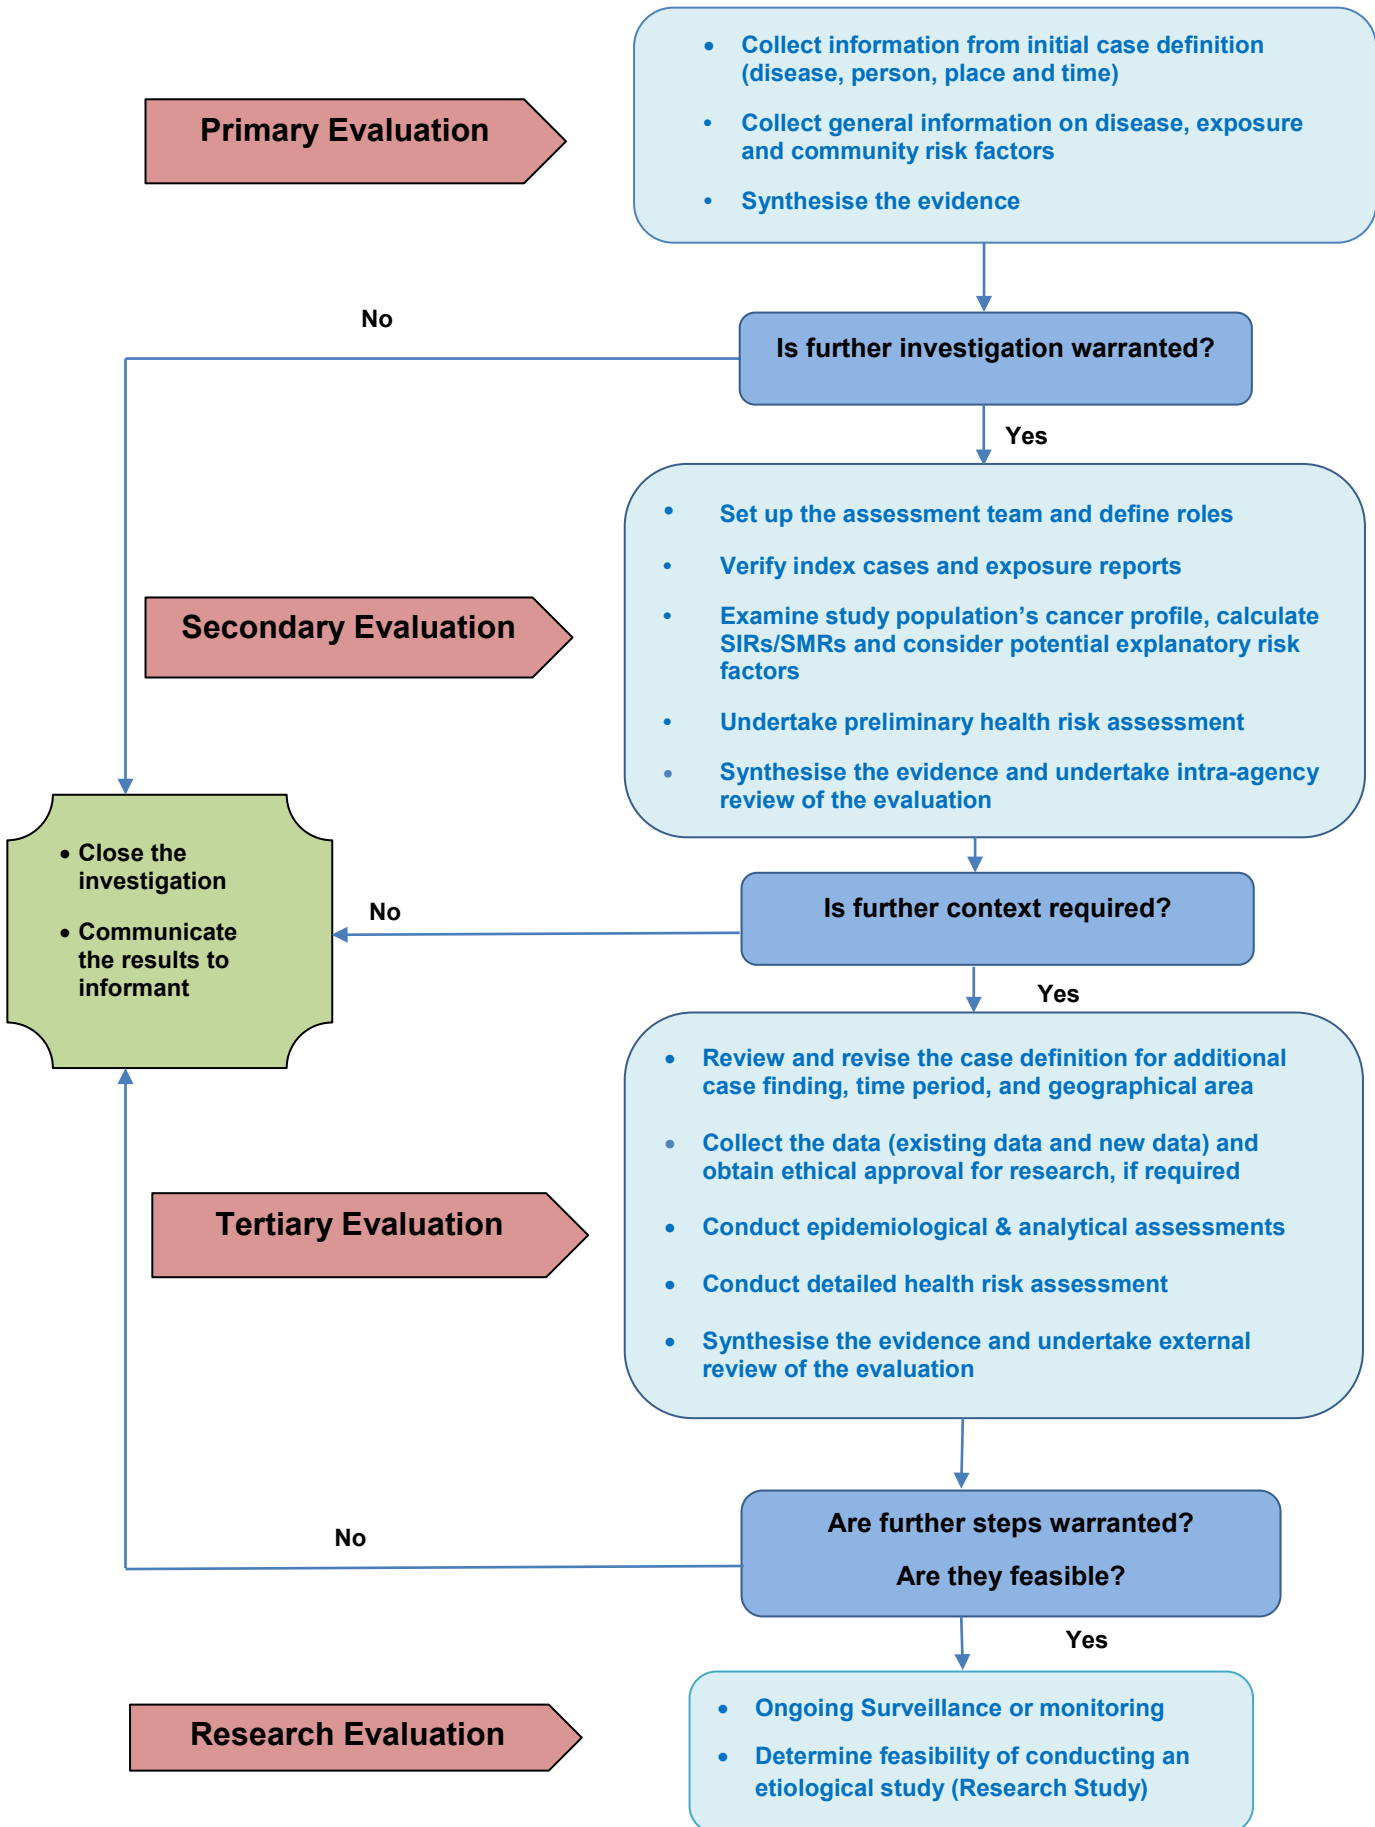 Primary Evaluation
• Collect information from initial case definition
(disease, person, place and time)
• Collect general information on disease, exposure
and community risk factors
• Synthesise the evidence
No
Is further investigation warranted?
Yes
Secondary Evaluation
• Set up the assessment team and define roles
• Verify index cases and exposure reports
• Examine study population’s cancer profile, calculate
SIRs/SMRs and consider potential explanatory risk
factors
• Undertake preliminary health risk assessment
• Synthesise the evidence and undertake intra-agency
review of the evaluation
• Close the
investigation
• Communicate
the results to
informant
No
Is further context required?
Yes
Tertiary Evaluation
• Review and revise the case definition for additional
case finding, time period, and geographical area
• Collect the data (existing data and new data) and
obtain ethical approval for research, if required
• Conduct epidemiological & analytical assessments
• Conduct detailed health risk assessment
• Synthesise the evidence and undertake external
review of the evaluation
No
Are further steps warranted?
Are they feasible?
Yes
Research Evaluation
• Ongoing Surveillance or monitoring
• Determine feasibility of conducting an
etiological study (Research Study)